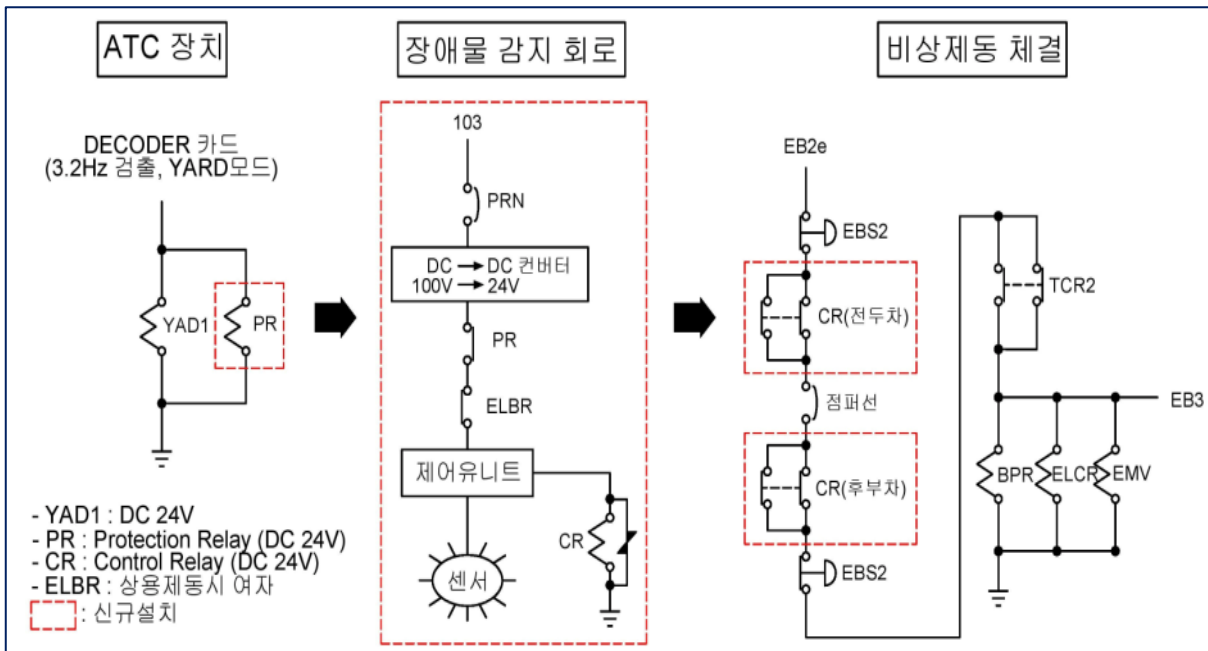 ATC 장치
장애물 감지 회로
비상제동 체결
DECODER 카드
(3.2Hz 검출, YARD모드)
YAD1
PR
- YAD1 : DC 24V
- PR : Protection Relay (DC 24V)
- CR : Control Relay (DC 24V)
- ELBR : 상용제동시 여자
: 신규설치
103
PRN
DC → DC 컨버터
100V → 24V
PR
ELBR
제어유니트
CR
센서
EB2e
EBS2
CR(전두차)
점퍼선
CR(후부차)
EBS2
TCR2
EB3
BPR
ELCR
EMV